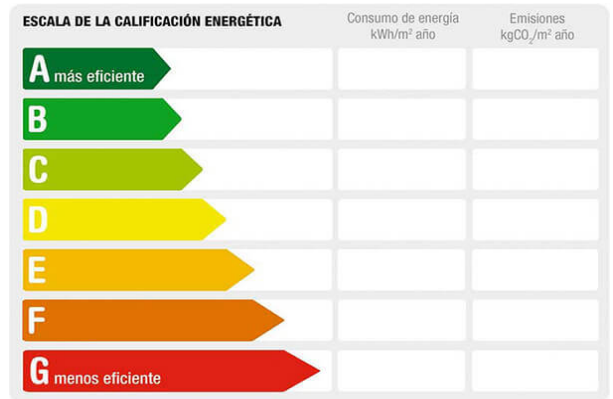 ESCALA DE LA CALIFICACIÓN ENERGÉTICA
Consumo de energía
kWh/m² año
Emisiones
kgCO₂/m² año
A más eficiente
B
C
D
E
F
G menos eficiente